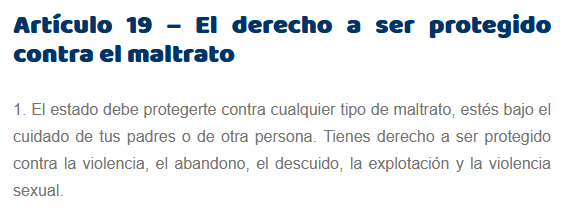 Artículo 19 – El derecho a ser protegido
contra el maltrato
1. El estado debe protegerte contra cualquier tipo de maltrato, estés bajo el
cuidado de tus padres o de otra persona. Tienes derecho a ser protegido
contra la violencia, el abandono, el descuido, la explotación y la violencia
sexual.